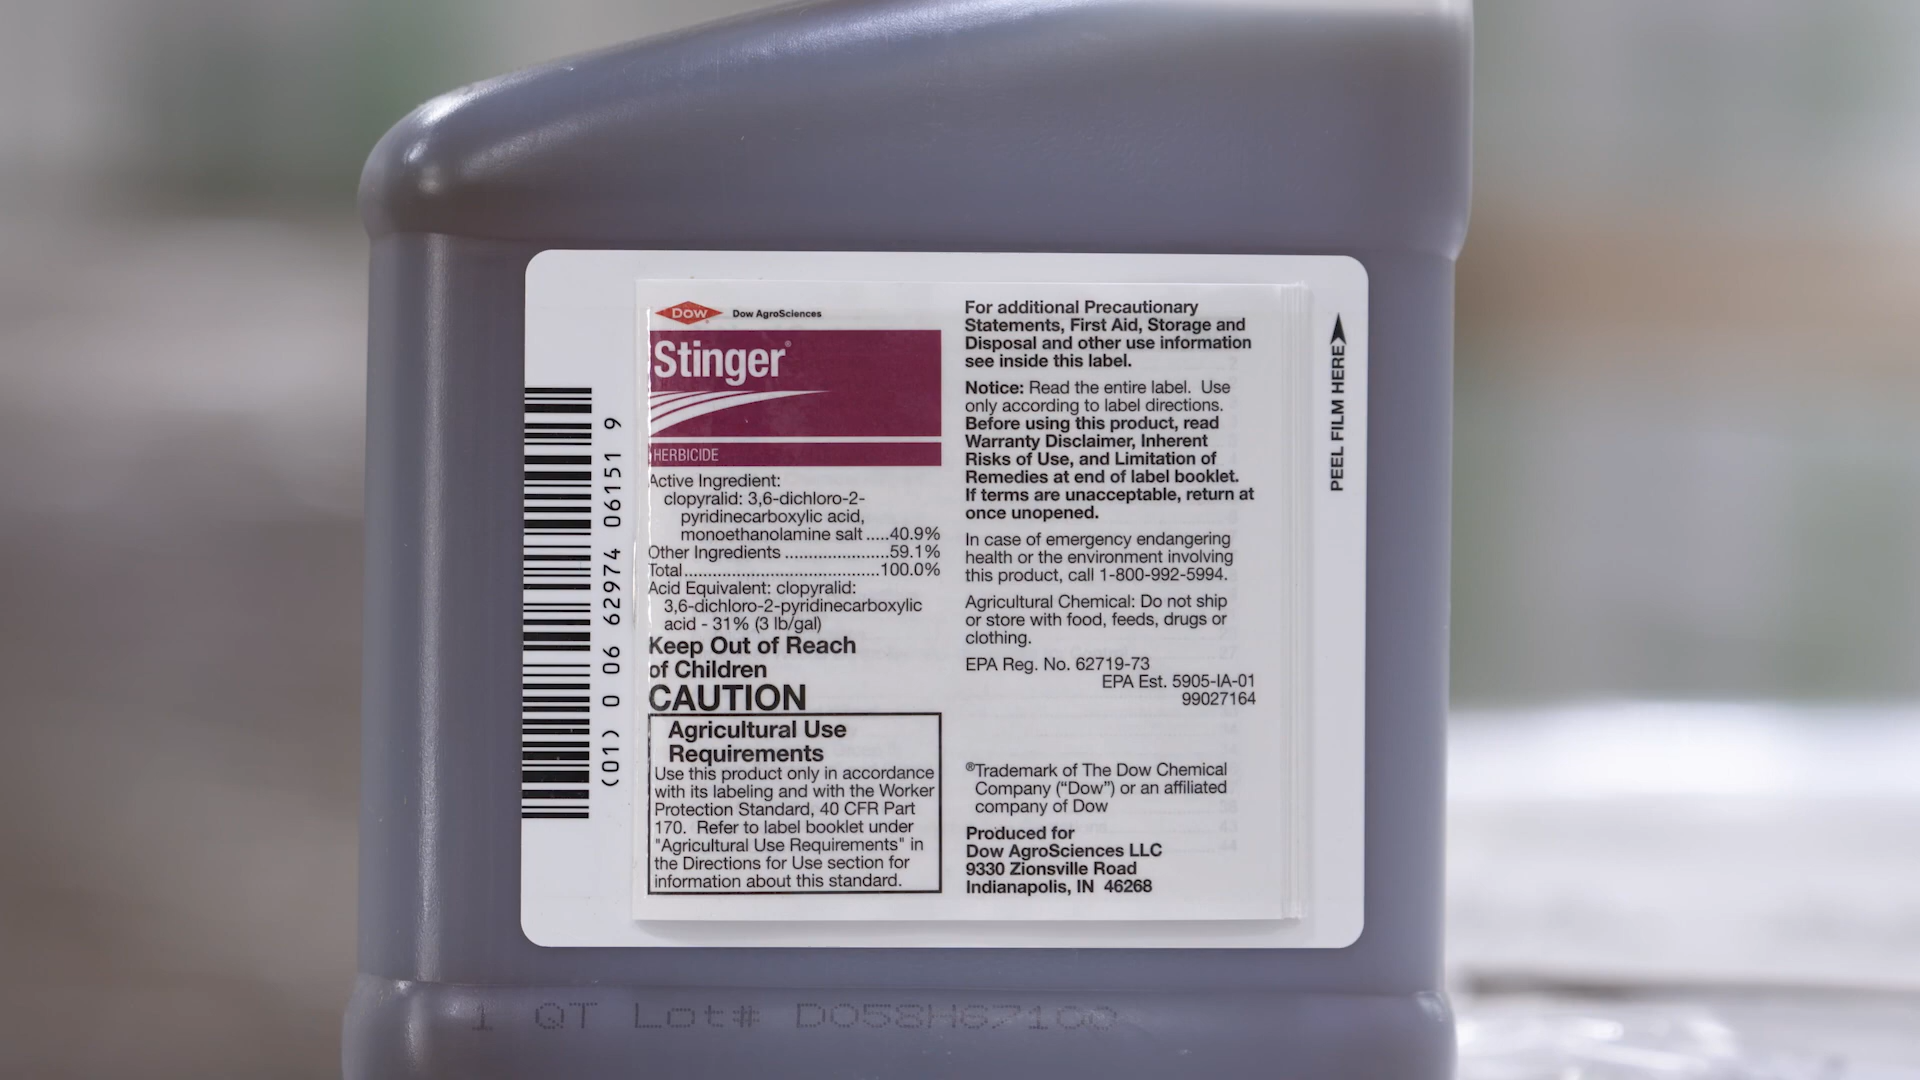 DOW Dow AgroSciences
Stinger®
HERBICIDE
Active Ingredient:
clopyralid: 3,6-dichloro-2-
pyridinecarboxylic acid,
monoethanolamine salt .....40.9%
Other Ingredients .....................59.1%
Total.......................................100.0%
Acid Equivalent: clopyralid:
3,6-dichloro-2-pyridinecarboxylic
acid - 31% (3 lb/gal)
Keep Out of Reach
of Children
CAUTION
Agricultural Use
Requirements
Use this product only in accordance
with its labeling and with the Worker
Protection Standard, 40 CFR Part
170. Refer to label booklet under
"Agricultural Use Requirements" in
the Directions for Use section for
information about this standard.
For additional Precautionary
Statements, First Aid, Storage and
Disposal and other use information
see inside this label.
Notice: Read the entire label. Use
only according to label directions.
Before using this product, read
Warranty Disclaimer, Inherent
Risks of Use, and Limitation of
Remedies at end of label booklet.
If terms are unacceptable, return at
once unopened.
In case of emergency endangering
health or the environment involving
this product, call 1-800-992-5994.
Agricultural Chemical: Do not ship
or store with food, feeds, drugs or
clothing.
EPA Reg. No. 62719-73
EPA Est. 5905-IA-01
99027164
®Trademark of The Dow Chemical
Company (“Dow”) or an affiliated
company of Dow
Produced for
Dow AgroSciences LLC
9330 Zionsville Road
Indianapolis, IN 46268
(01) 0 06 62974 06151 9
PEEL FILM HERE
1 QT Lot# D058H67100